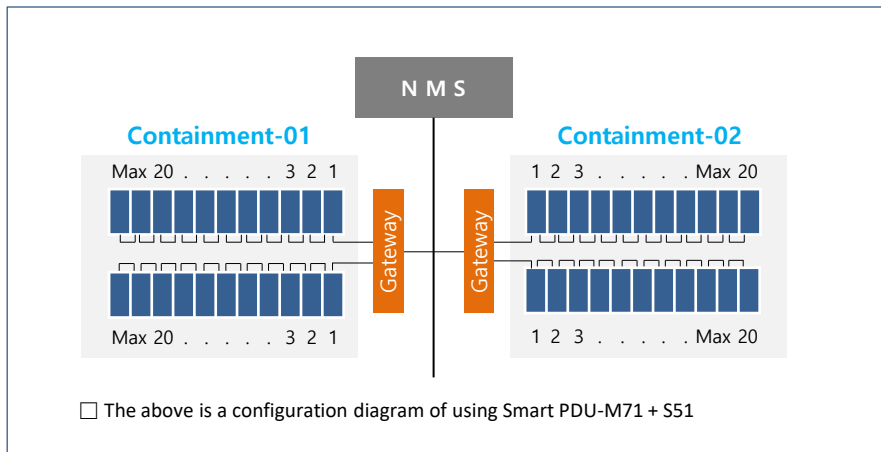 N M S
Containment-01
Containment-02
Max 20 . . . . . 3 2 1
1 2 3 . . . . . Max 20
Gateway
Gateway
Max 20 . . . . . 3 2 1
1 2 3 . . . . . Max 20
□ The above is a configuration diagram of using Smart PDU-M71 + S51